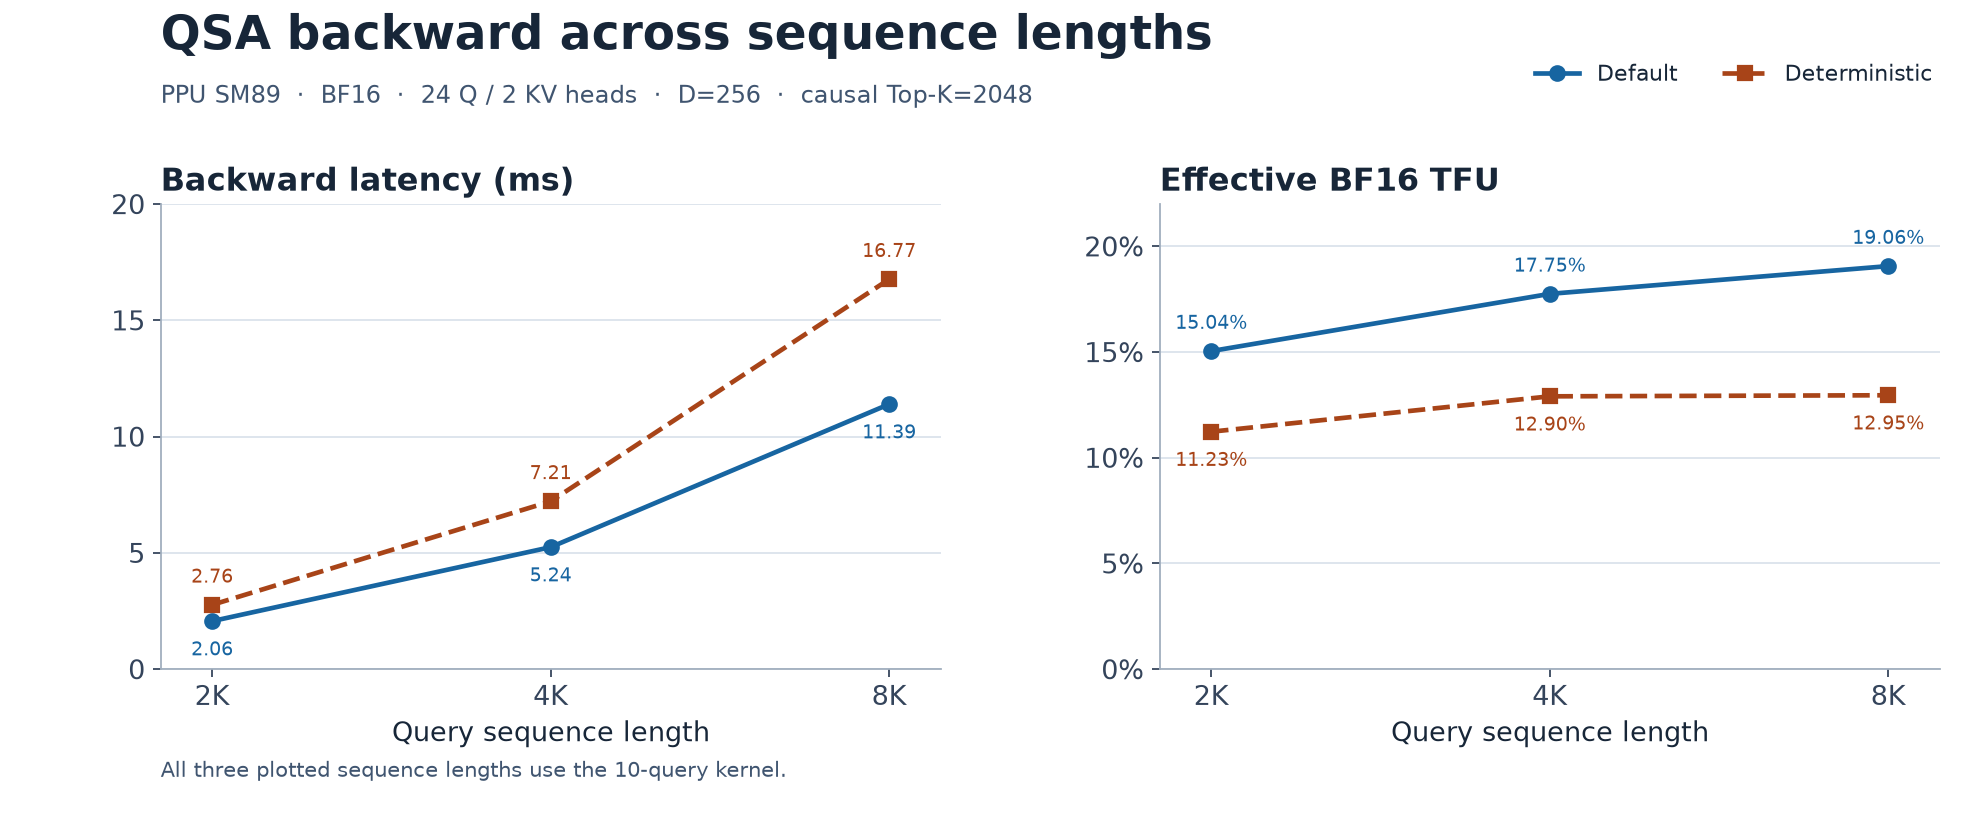 QSA backward across sequence lengths
PPU SM89 · BF16 · 24 Q / 2 KV heads · D=256 · causal Top-K=2048
Default
Deterministic
Backward latency (ms)
20
15
10
5
0
16.77
11.39
7.21
5.24
2.76
2.06
2K
4K
8K
Query sequence length
All three plotted sequence lengths use the 10-query kernel.
Effective BF16 TFU
20%
15%
10%
5%
0%
19.06%
17.75%
15.04%
12.90%
12.95%
11.23%
2K
4K
8K
Query sequence length